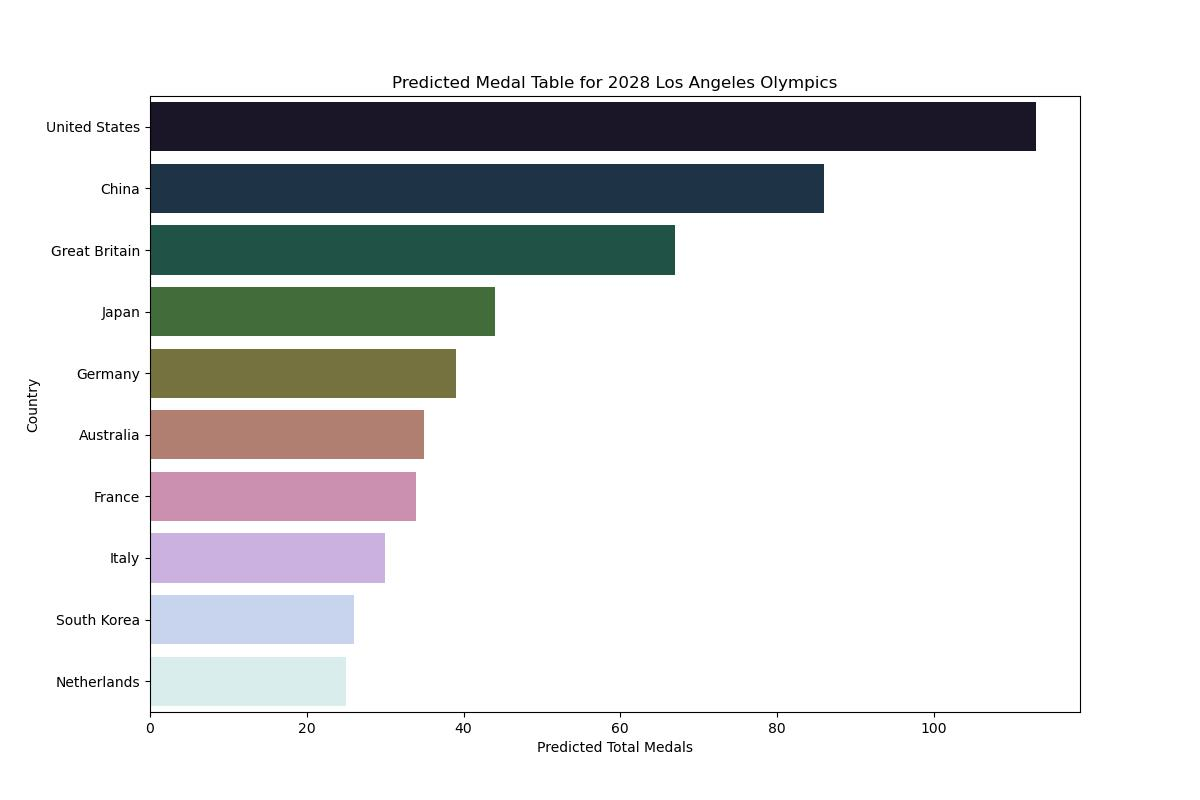 Predicted Medal Table for 2028 Los Angeles Olympics
United States
China
Great Britain
Japan
Germany
Australia
France
Italy
South Korea
Netherlands
Country
0 20 40 60 80 100
Predicted Total Medals